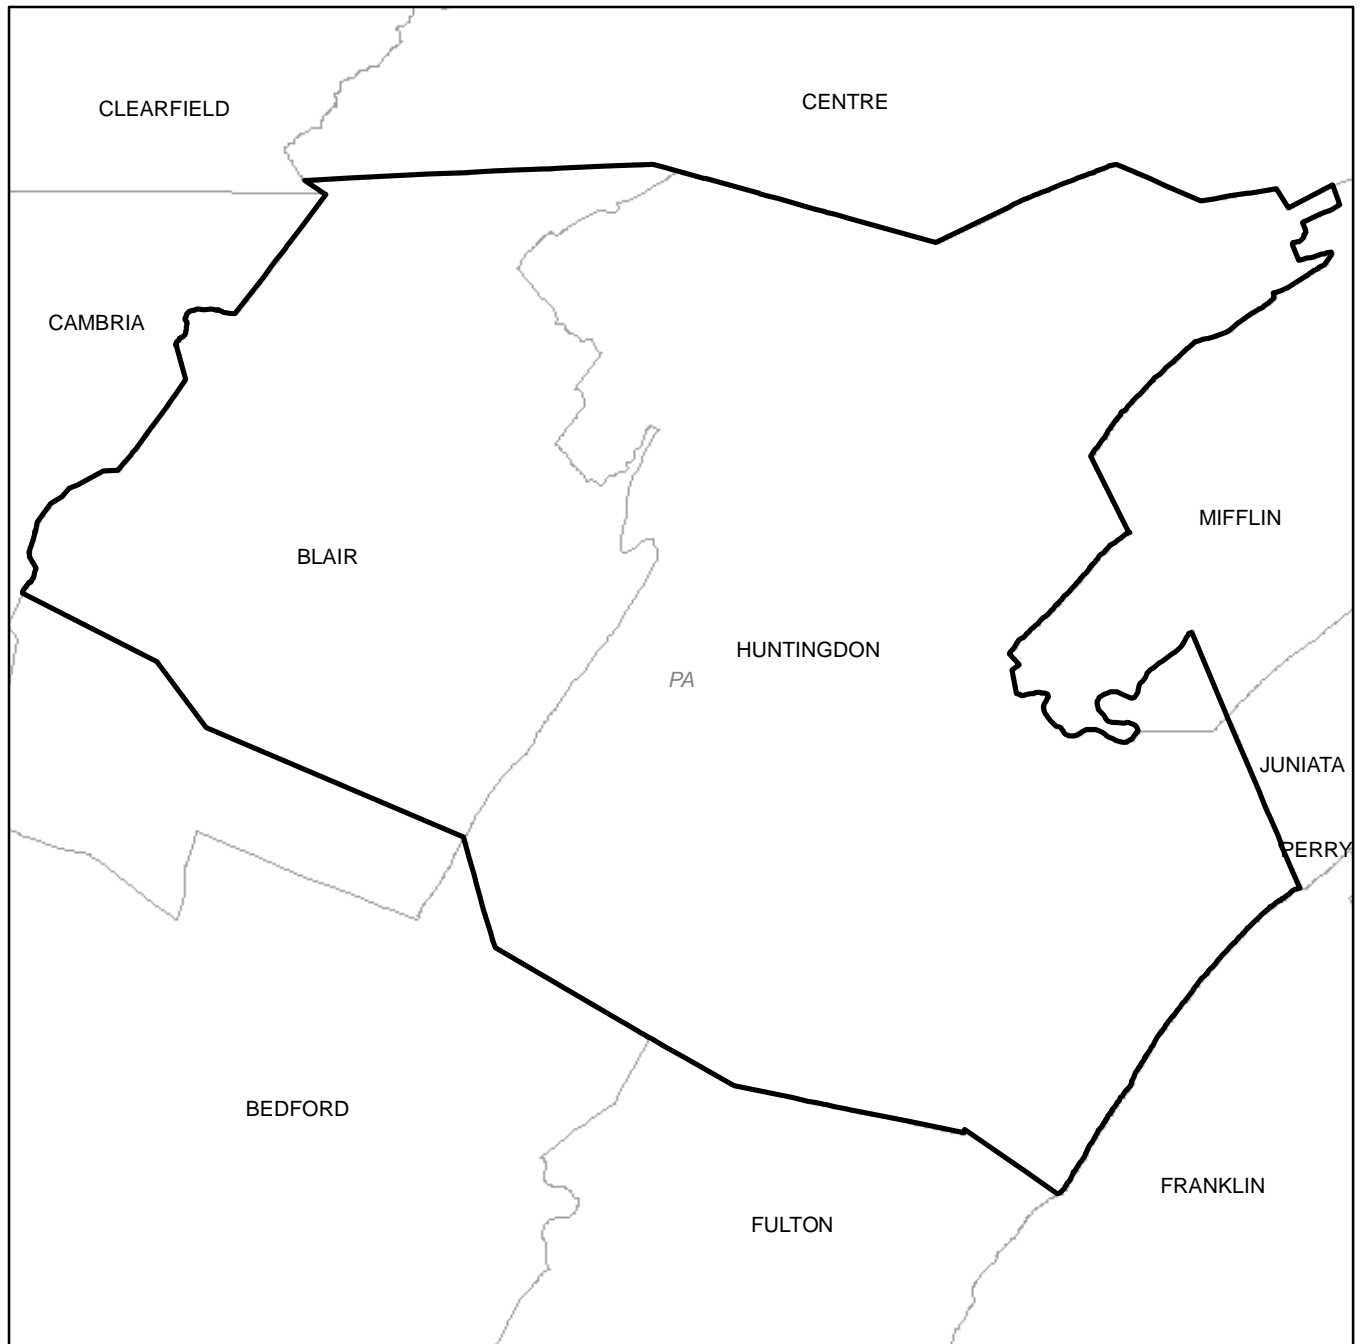 CENTRE
CLEARFIELD
CAMBRIA
MIFFLIN
BLAIR
HUNTINGDON
PA
JUNIATA
PERRY
BEDFORD
FRANKLIN
FULTON